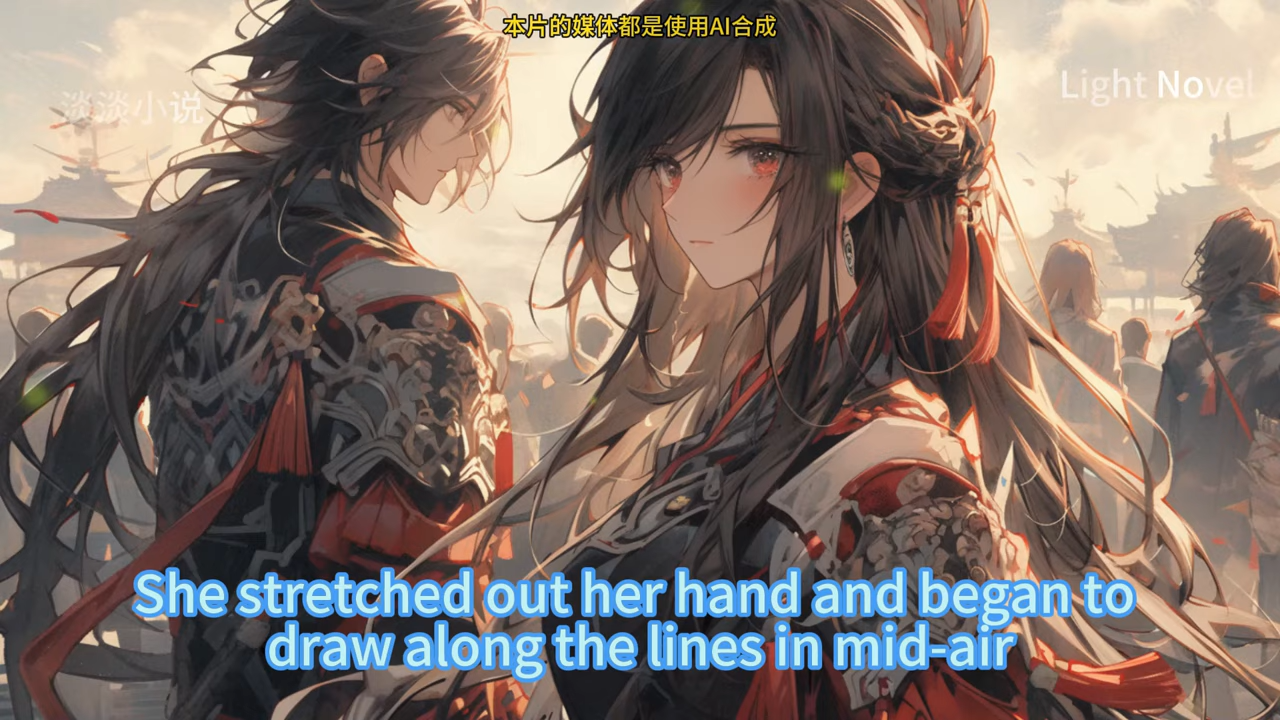 本片的媒体都是使用AI合成
淡淡小说
Light Novel
She stretched out her hand and began to
draw along the lines in mid-air